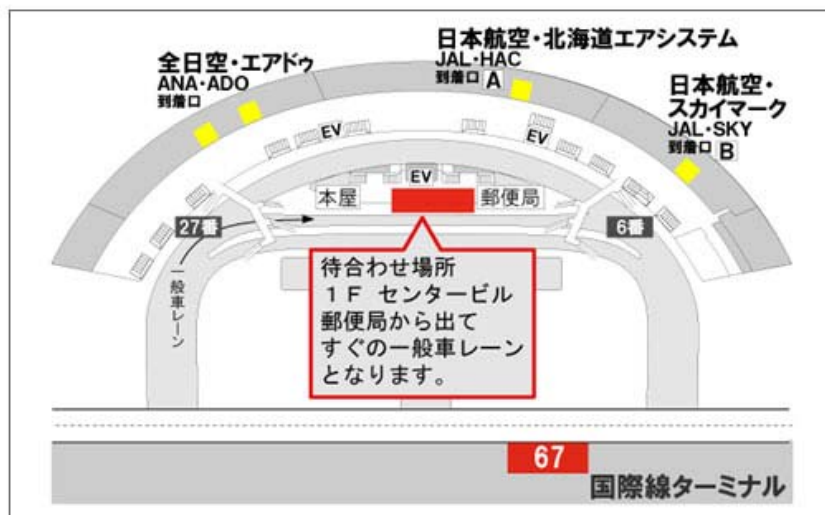 全日空・エアドゥ
ANA・ADO
到着口
日本航空・北海道エアシステム
JAL・HAC
到着口 A
日本航空・
スカイマーク
JAL・SKY
到着口 B
EV
EV
EV
本屋
郵便局
27番
6番
一般車レーン
待合わせ場所
１Ｆ センタービル
郵便局から出て
すぐの一般車レーン
となります。
67
国際線ターミナル